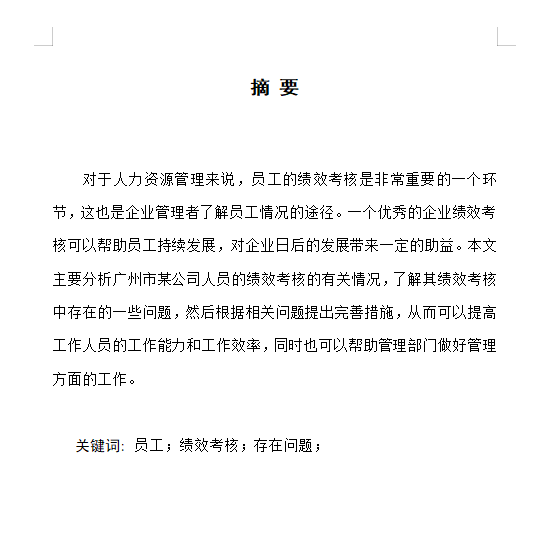 摘 要
对于人力资源管理来说，员工的绩效考核是非常重要的一个环
节，这也是企业管理者了解员工情况的途径。一个优秀的企业绩效考
核可以帮助员工持续发展，对企业日后的发展带来一定的助益。本文
主要分析广州市某公司人员的绩效考核的有关情况，了解其绩效考核
中存在的一些问题，然后根据相关问题提出完善措施，从而可以提高
工作人员的工作能力和工作效率，同时也可以帮助管理部门做好管理
方面的工作。
关键词：员工；绩效考核；存在问题；